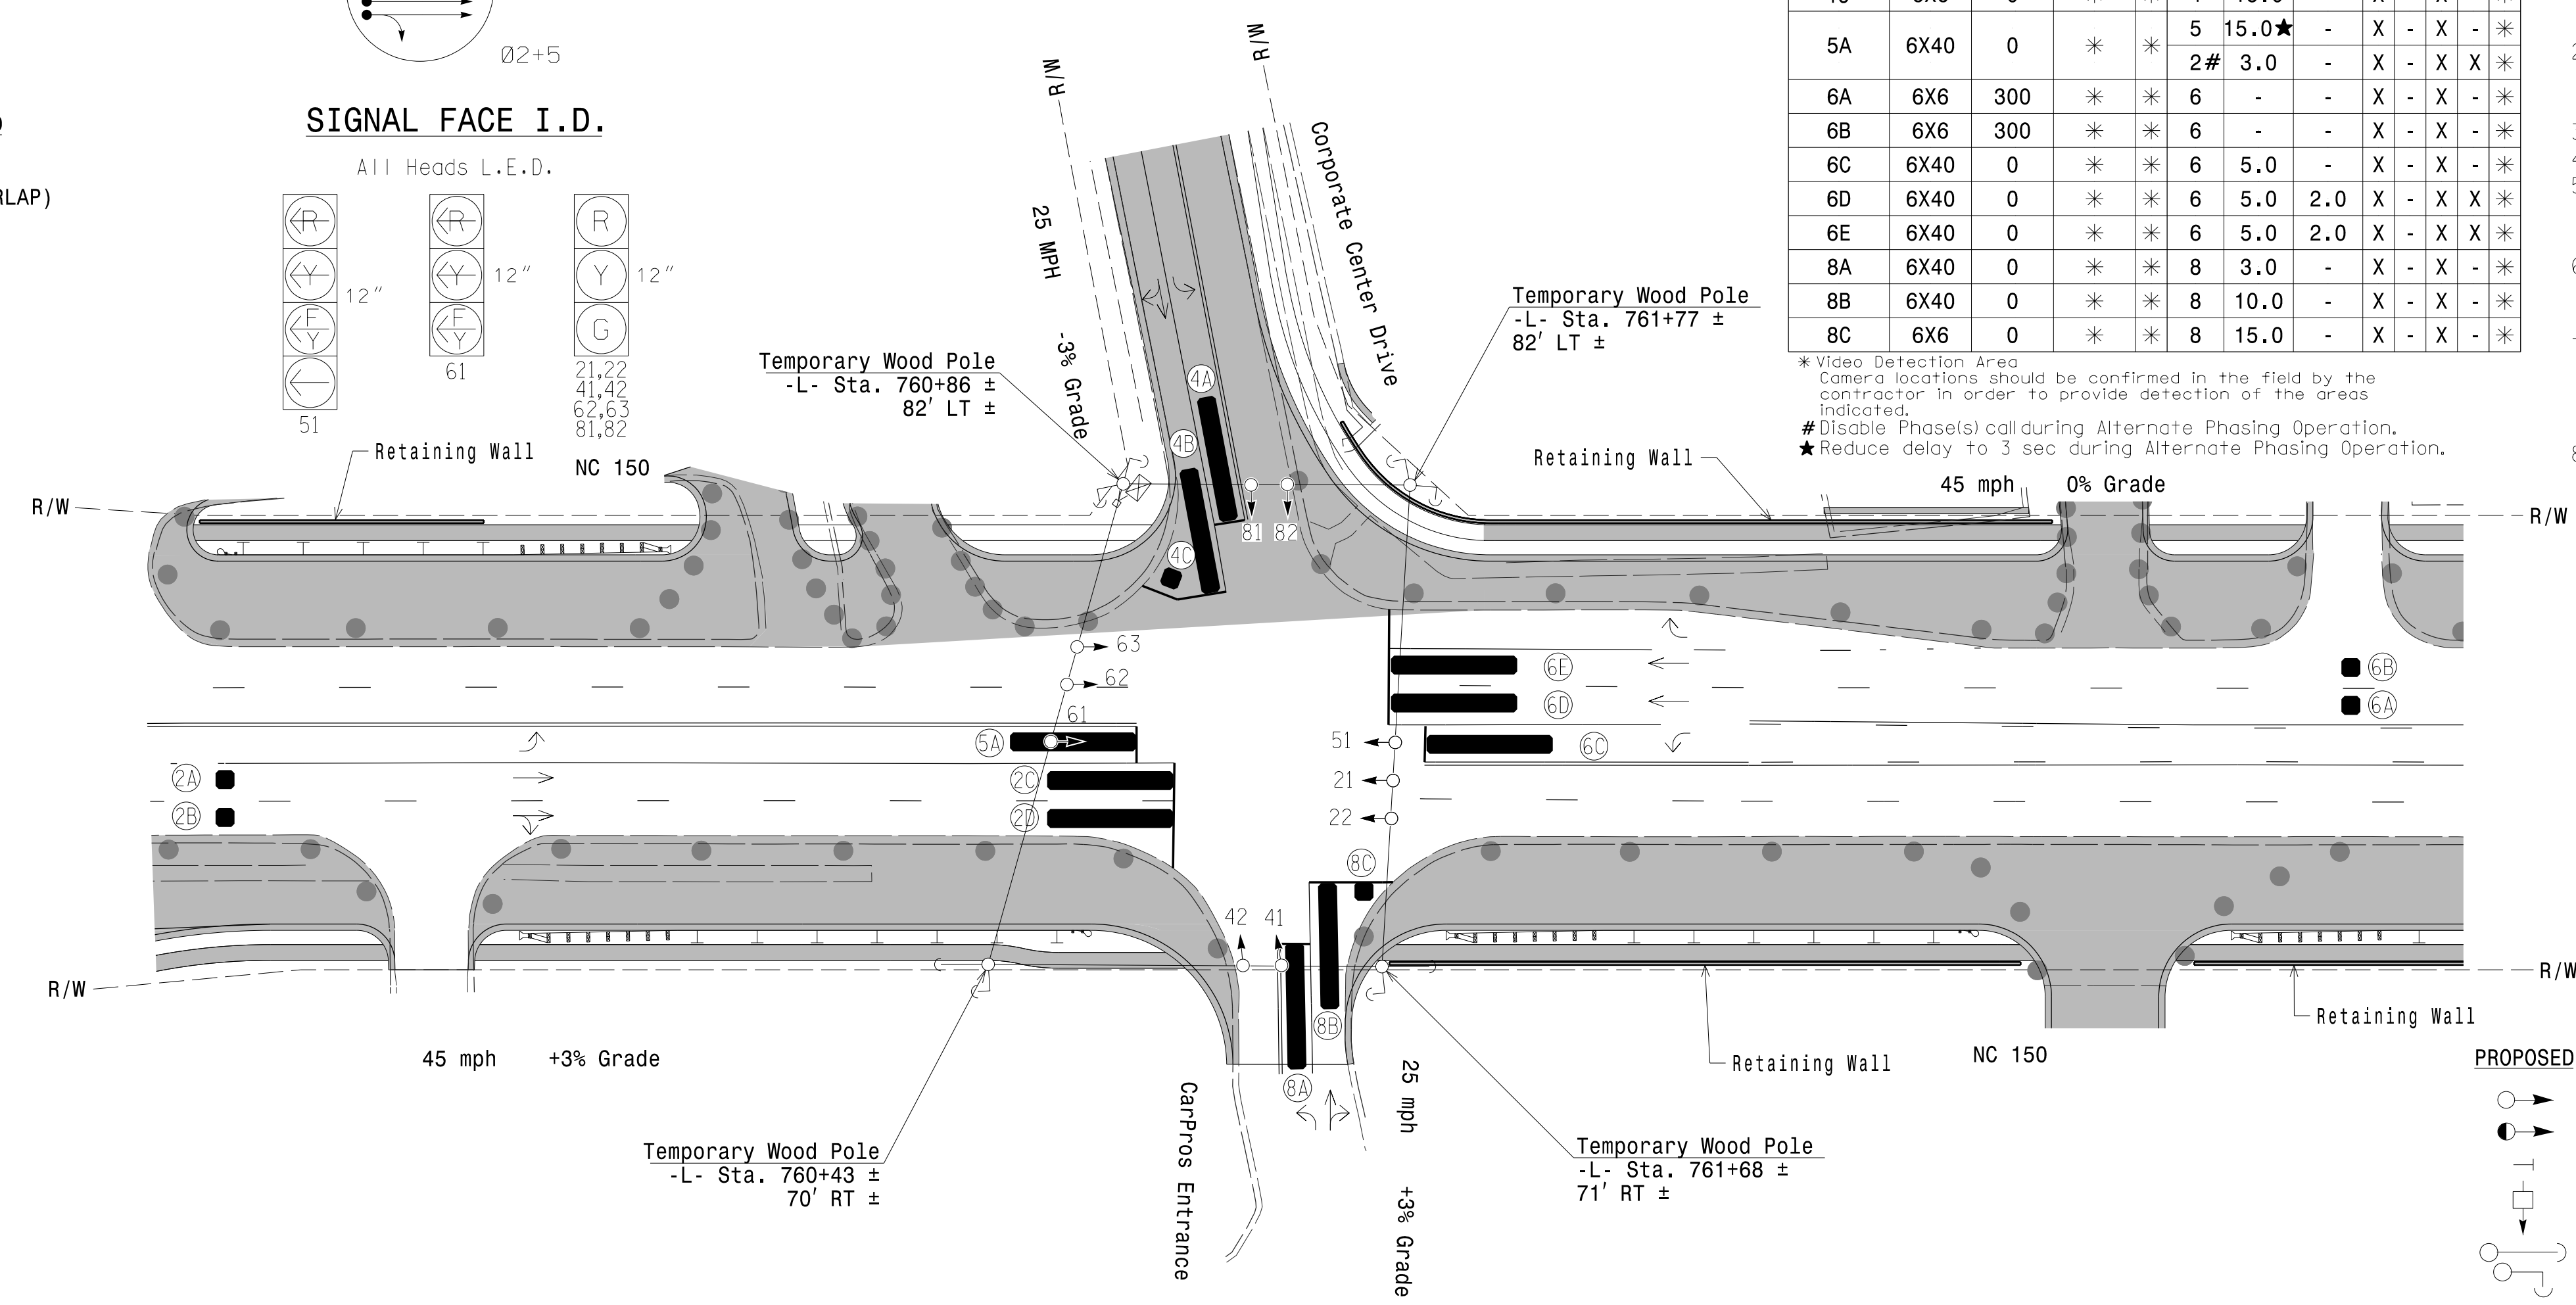 Ø2+5
SIGNAL FACE I.D.
All Heads L.E.D.
RLAP)
R
Y
F
Y
12"
51
R
Y
F
Y
12"
61
R
Y
G
12"
21,22
41,42
62,63
81,82
5A 6X40 0 ✳ ✳ 5 15.0★ - X - X - ✳
2# 3.0 - X - X X ✳
6A 6X6 300 ✳ ✳ 6 - - X - X - ✳
6B 6X6 300 ✳ ✳ 6 - - X - X - ✳
6C 6X40 0 ✳ ✳ 6 5.0 - X - X - ✳
6D 6X40 0 ✳ ✳ 6 5.0 2.0 X - X X ✳
6E 6X40 0 ✳ ✳ 6 5.0 2.0 X - X X ✳
8A 6X40 0 ✳ ✳ 8 3.0 - X - X - ✳
8B 6X40 0 ✳ ✳ 8 10.0 - X - X - ✳
8C 6X6 0 ✳ ✳ 8 15.0 - X - X - ✳
✳ Video Detection Area
Camera locations should be confirmed in the field by the
contractor in order to provide detection of the areas
indicated.
# Disable Phase(s) call during Alternate Phasing Operation.
★ Reduce delay to 3 sec during Alternate Phasing Operation.
R/W
R/W
25 MPH
-3% Grade
Corporate Center Drive
Temporary Wood Pole
-L- Sta. 760+86 ±
82' LT ±
Temporary Wood Pole
-L- Sta. 761+77 ±
82' LT ±
Retaining Wall
NC 150
Retaining Wall
45 mph 0% Grade
R/W
R/W
4A
4B
4C
81 82
63
62
61
6E
6D
6C
6B
6A
5A
51
2A
2C
21
2B
2D
22
8C
42 41
8B
8A
R/W
R/W
45 mph +3% Grade
Retaining Wall
NC 150
Retaining Wall
25 mph
+3% Grade
CarPros Entrance
Temporary Wood Pole
-L- Sta. 760+43 ±
70' RT ±
Temporary Wood Pole
-L- Sta. 761+68 ±
71' RT ±
PROPOSED